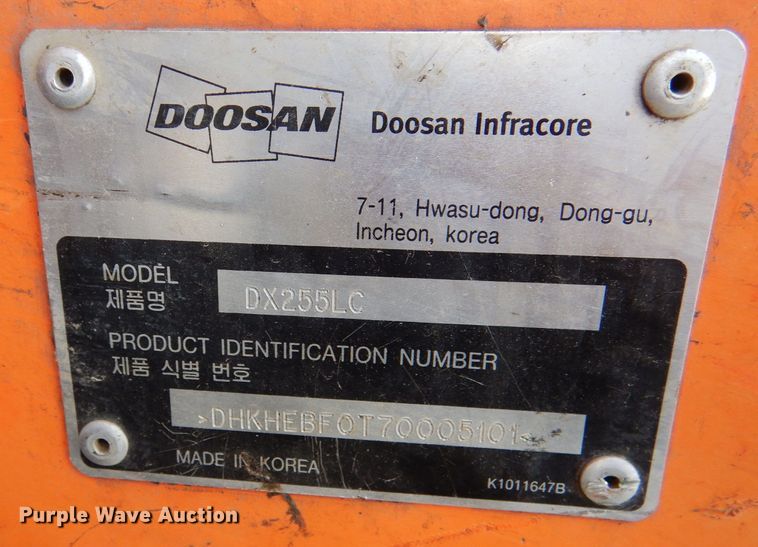 DOOSAN Doosan Infracore
7-11, Hwasu-dong, Dong-gu,
Incheon, korea
MODEL
제품명
DX255LC
PRODUCT IDENTIFICATION NUMBER
제품 식별 번호
>DHKHEBF0T70005101<
MADE IN KOREA
K1011647B
Purple Wave Auction